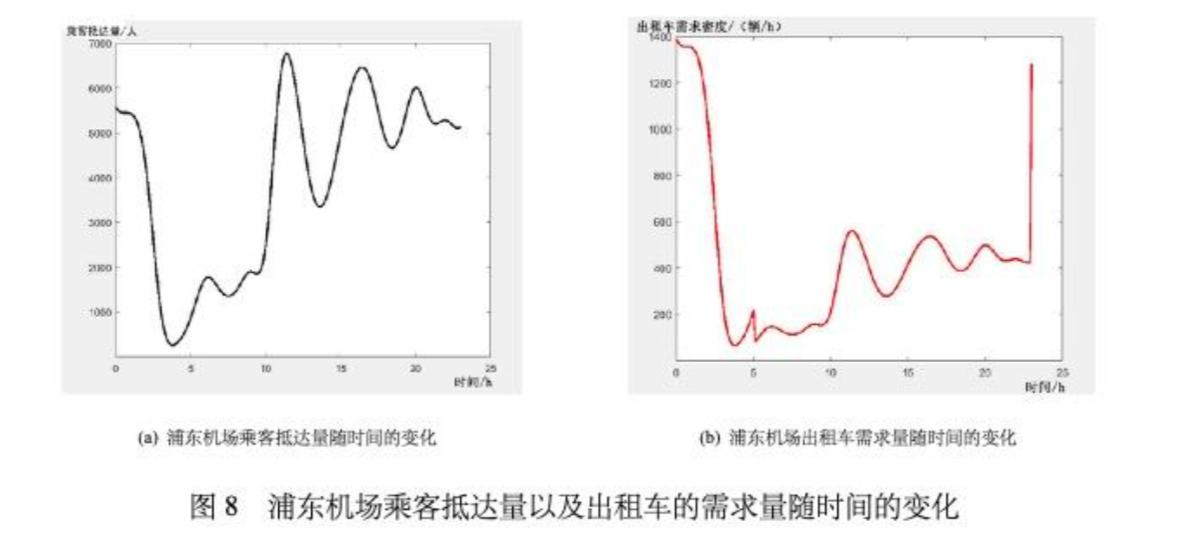 乘客抵达量/人
7000
6000
5000
4000
3000
2000
1000
0 5 10 15 20 25
时间/h
(a) 浦东机场乘客抵达量随时间的变化
出租车需求密度/（辆/h）
1400
1200
1000
800
600
400
200
0 5 10 15 20 25
时间/h
(b) 浦东机场出租车需求量随时间的变化
图 8 浦东机场乘客抵达量以及出租车的需求量随时间的变化